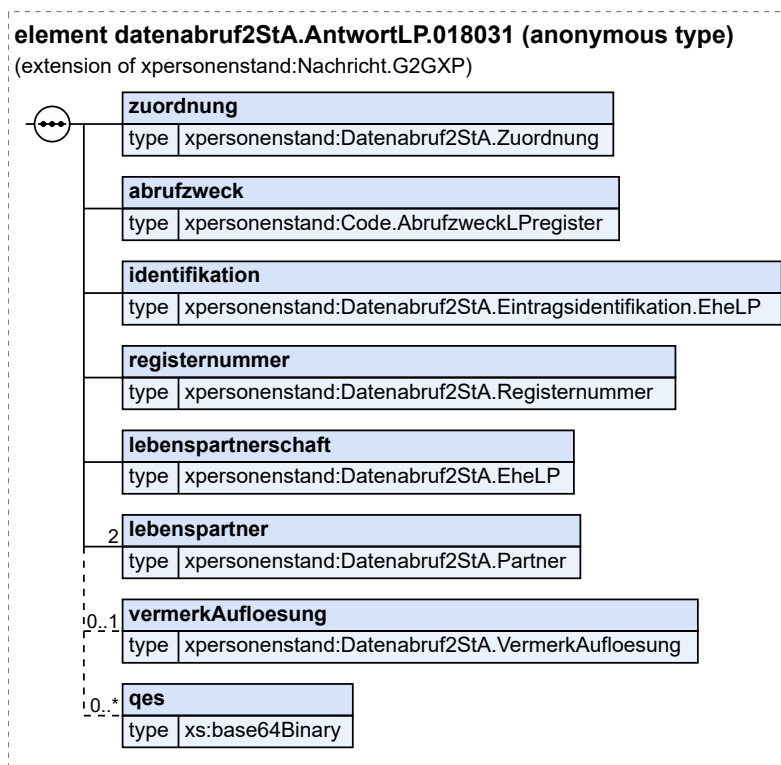 element datenabruf2StA.AntwortLP.018031 (anonymous type)
(extension of xpersonenstand:Nachricht.G2GXP)
zuordnung
type xpersonenstand:Datenabruf2StA.Zuordnung
abrufzweck
type xpersonenstand:Code.AbrufzweckLPregister
identifikation
type xpersonenstand:Datenabruf2StA.Eintragsidentifikation.EheLP
registernummer
type xpersonenstand:Datenabruf2StA.Registernummer
lebenspartnerschaft
type xpersonenstand:Datenabruf2StA.EheLP
2 lebenspartner
type xpersonenstand:Datenabruf2StA.Partner
0..1 vermerkAufloesung
type xpersonenstand:Datenabruf2StA.VermerkAufloesung
0..* qes
type xs:base64Binary